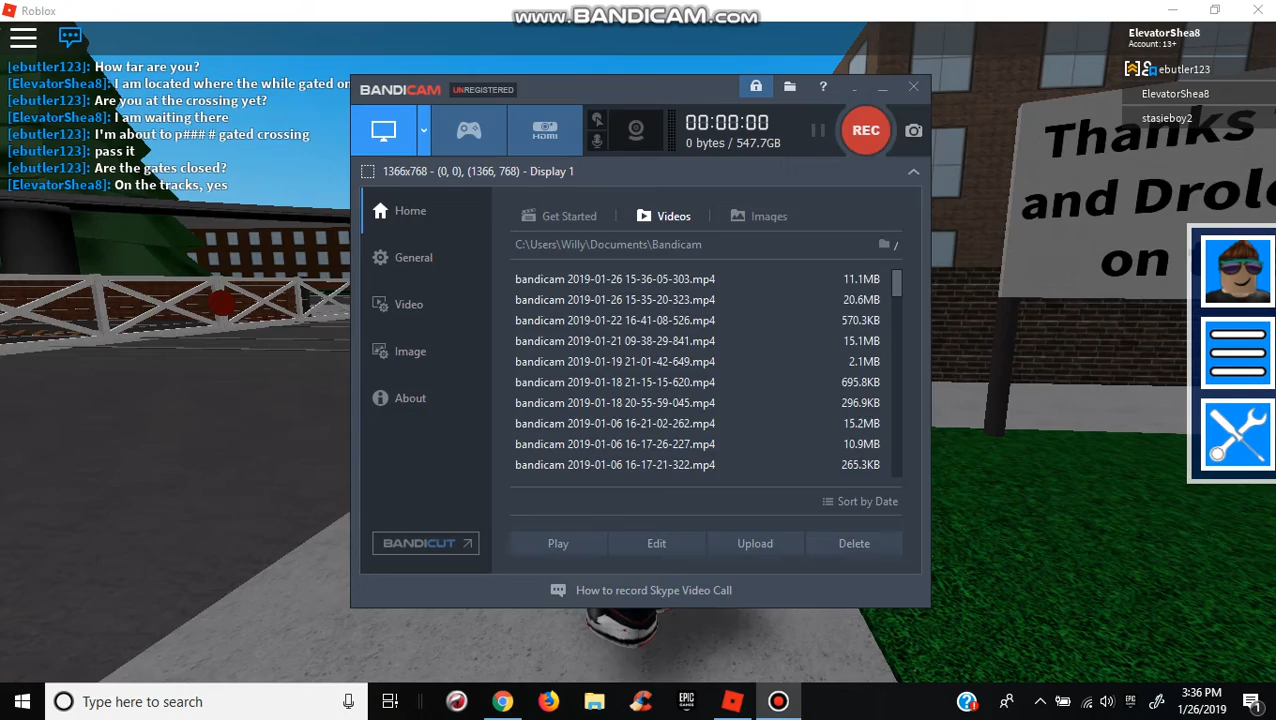 Roblox
www.BANDICAM.com
ElevatorShea8
Account: 13+
ebutler123
ElevatorShea8
stasieboy2
[ebutler123]: How far are you?
[ElevatorShea8]: I am located where the while gated on
[ebutler123]: Are you at the crossing yet?
[ElevatorShea8]: I am waiting there
[ebutler123]: I'm about to p### # gated crossing
[ebutler123]: pass it
[ebutler123]: Are the gates closed?
[ElevatorShea8]: On the tracks, yes
BANDICAM UNREGISTERED
?
HDMI
00:00:00
0 bytes / 547.7GB
REC
1366x768 - (0, 0), (1366, 768) - Display 1
Home
General
Video
Image
About
BANDICUT
Get Started
Videos
Images
C:\Users\Willy\Documents\Bandicam
/
bandicam 2019-01-26 15-36-05-303.mp4 11.1MB
bandicam 2019-01-26 15-35-20-323.mp4 20.6MB
bandicam 2019-01-22 16-41-08-526.mp4 570.3KB
bandicam 2019-01-21 09-38-29-841.mp4 15.1MB
bandicam 2019-01-19 21-01-42-649.mp4 2.1MB
bandicam 2019-01-18 21-15-15-620.mp4 695.8KB
bandicam 2019-01-18 20-55-59-045.mp4 296.9KB
bandicam 2019-01-06 16-21-02-262.mp4 15.2MB
bandicam 2019-01-06 16-17-26-227.mp4 10.9MB
bandicam 2019-01-06 16-17-21-322.mp4 265.3KB
Sort by Date
Play Edit Upload Delete
How to record Skype Video Call
Thanks
and Drolo
on
Type here to search
EPIC GAMES
3:36 PM
1/26/2019
1